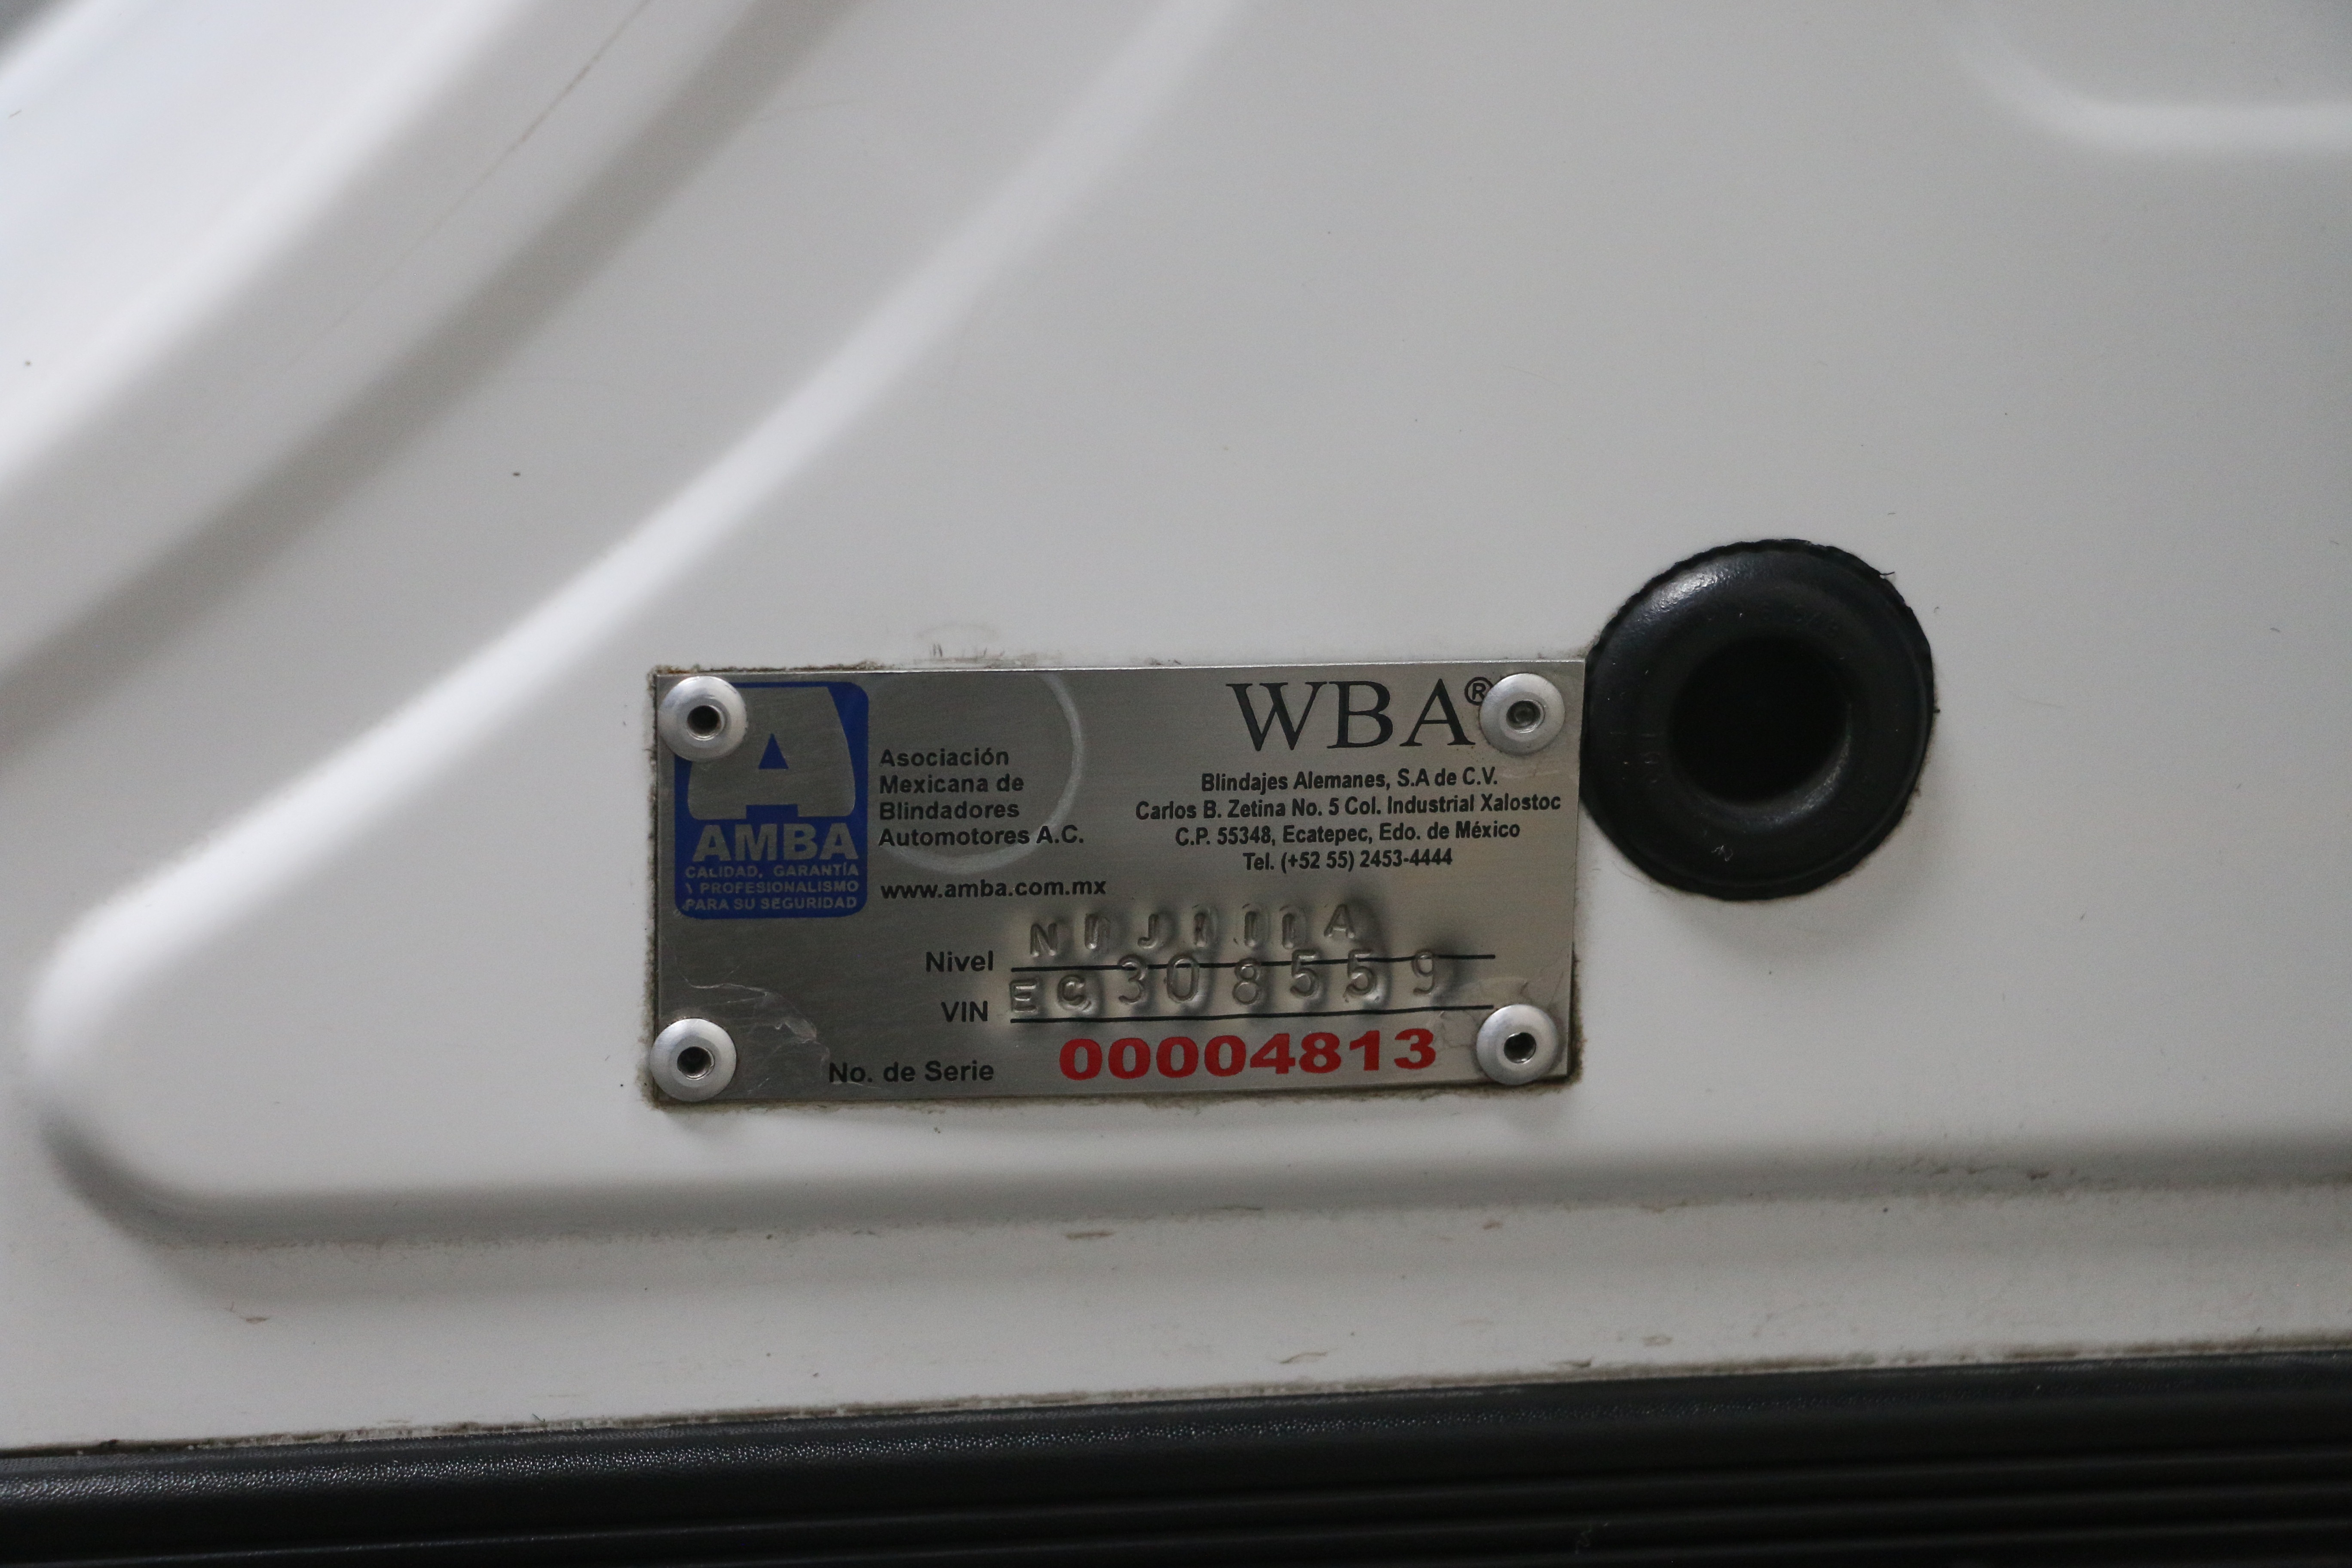 A
AMBA
CALIDAD, GARANTÍA
Y PROFESIONALISMO
PARA SU SEGURIDAD
Asociación
Mexicana de
Blindadores
Automotores A.C.
www.amba.com.mx
WBA®
Blindajes Alemanes, S.A de C.V.
Carlos B. Zetina No. 5 Col. Industrial Xalostoc
C.P. 55348, Ecatepec, Edo. de México
Tel. (+52 55) 2453-4444
Nivel NIJ III A
VIN EC308559
No. de Serie 00004813